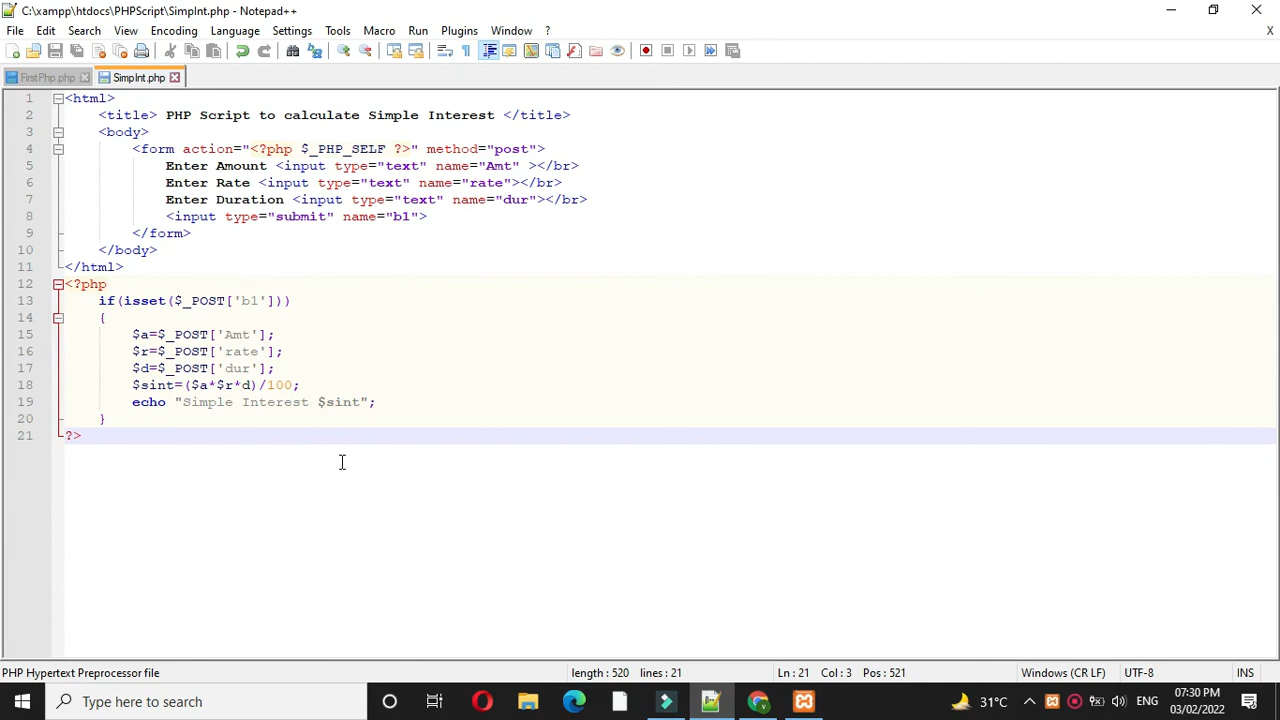 C:\xampp\htdocs\PHPScript\SimpInt.php - Notepad++
File Edit Search View Encoding Language Settings Tools Macro Run Plugins Window ? X
FirstPhp.php SimpInt.php
1 <html>
2 <title> PHP Script to calculate Simple Interest </title>
3 <body>
4 <form action="<?php $_PHP_SELF ?>" method="post">
5 Enter Amount <input type="text" name="Amt" ></br>
6 Enter Rate <input type="text" name="rate"></br>
7 Enter Duration <input type="text" name="dur"></br>
8 <input type="submit" name="b1">
9 </form>
10 </body>
11 </html>
12 <?php
13 if(isset($_POST['b1']))
14 {
15 $a=$_POST['Amt'];
16 $r=$_POST['rate'];
17 $d=$_POST['dur'];
18 $sint=($a*$r*d)/100;
19 echo "Simple Interest $sint";
20 }
21 ?>
PHP Hypertext Preprocessor file length : 520 lines : 21 Ln : 21 Col : 3 Pos : 521 Windows (CR LF) UTF-8 INS
Type here to search 31°C ENG 07:30 PM
03/02/2022